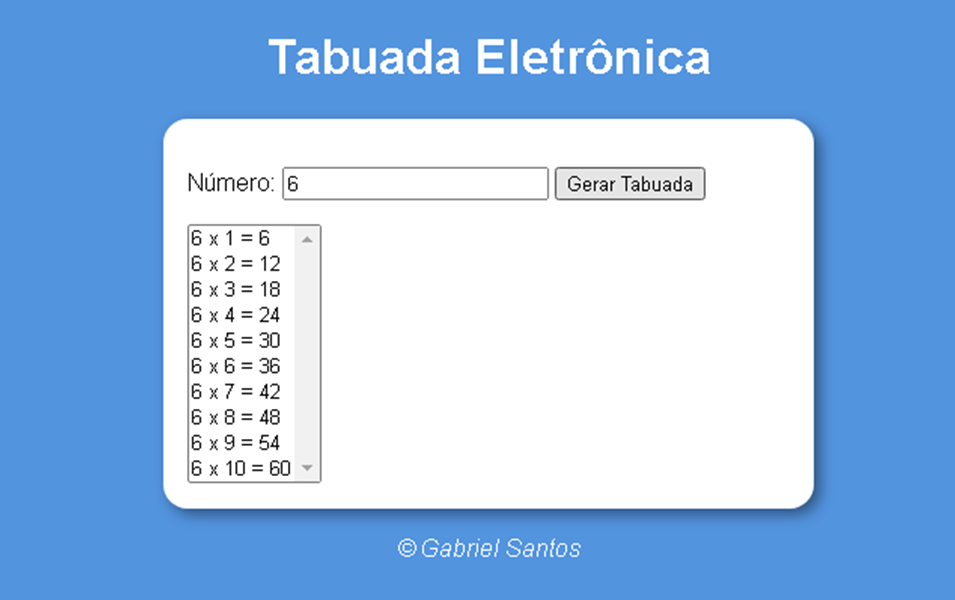 Tabuada Eletrônica
Número: 6 Gerar Tabuada
6 x 1 = 6
6 x 2 = 12
6 x 3 = 18
6 x 4 = 24
6 x 5 = 30
6 x 6 = 36
6 x 7 = 42
6 x 8 = 48
6 x 9 = 54
6 x 10 = 60
© Gabriel Santos